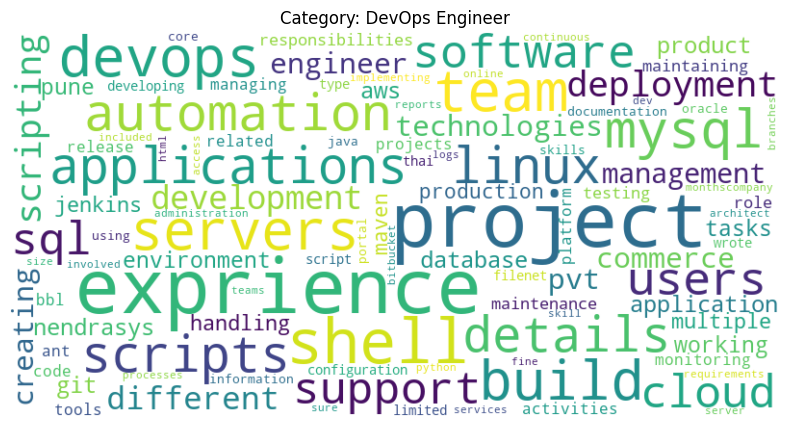 Category: DevOps Engineer
core
responsibilities
continuous
scripting
devops
engineer
software
product
maintaining
pune
developing
managing
type
implementing
online
aws
team
deployment
automation
reports
dev
documentation
oracle
branches
technologies
mysql
release
included
html
access
related
java
projects
skills
applications
thai
logs
linux
management
monthscompany
jenkins
development
production
testing
role
administration
maven
platform
architect
servers
project
tasks
sql
using
portal
bitbucket
wrote
size
involved
environment
script
database
commerce
teams
filenet
creating
bbl
exprience
pvt
users
maintenance
application
skill
nendrasys
handling
shell
details
multiple
ant
scripts
configuration
working
monitoring
code
processes
information
python
fine
requirements
git
different
support
build
cloud
tools
sure
limited
services
activities
server